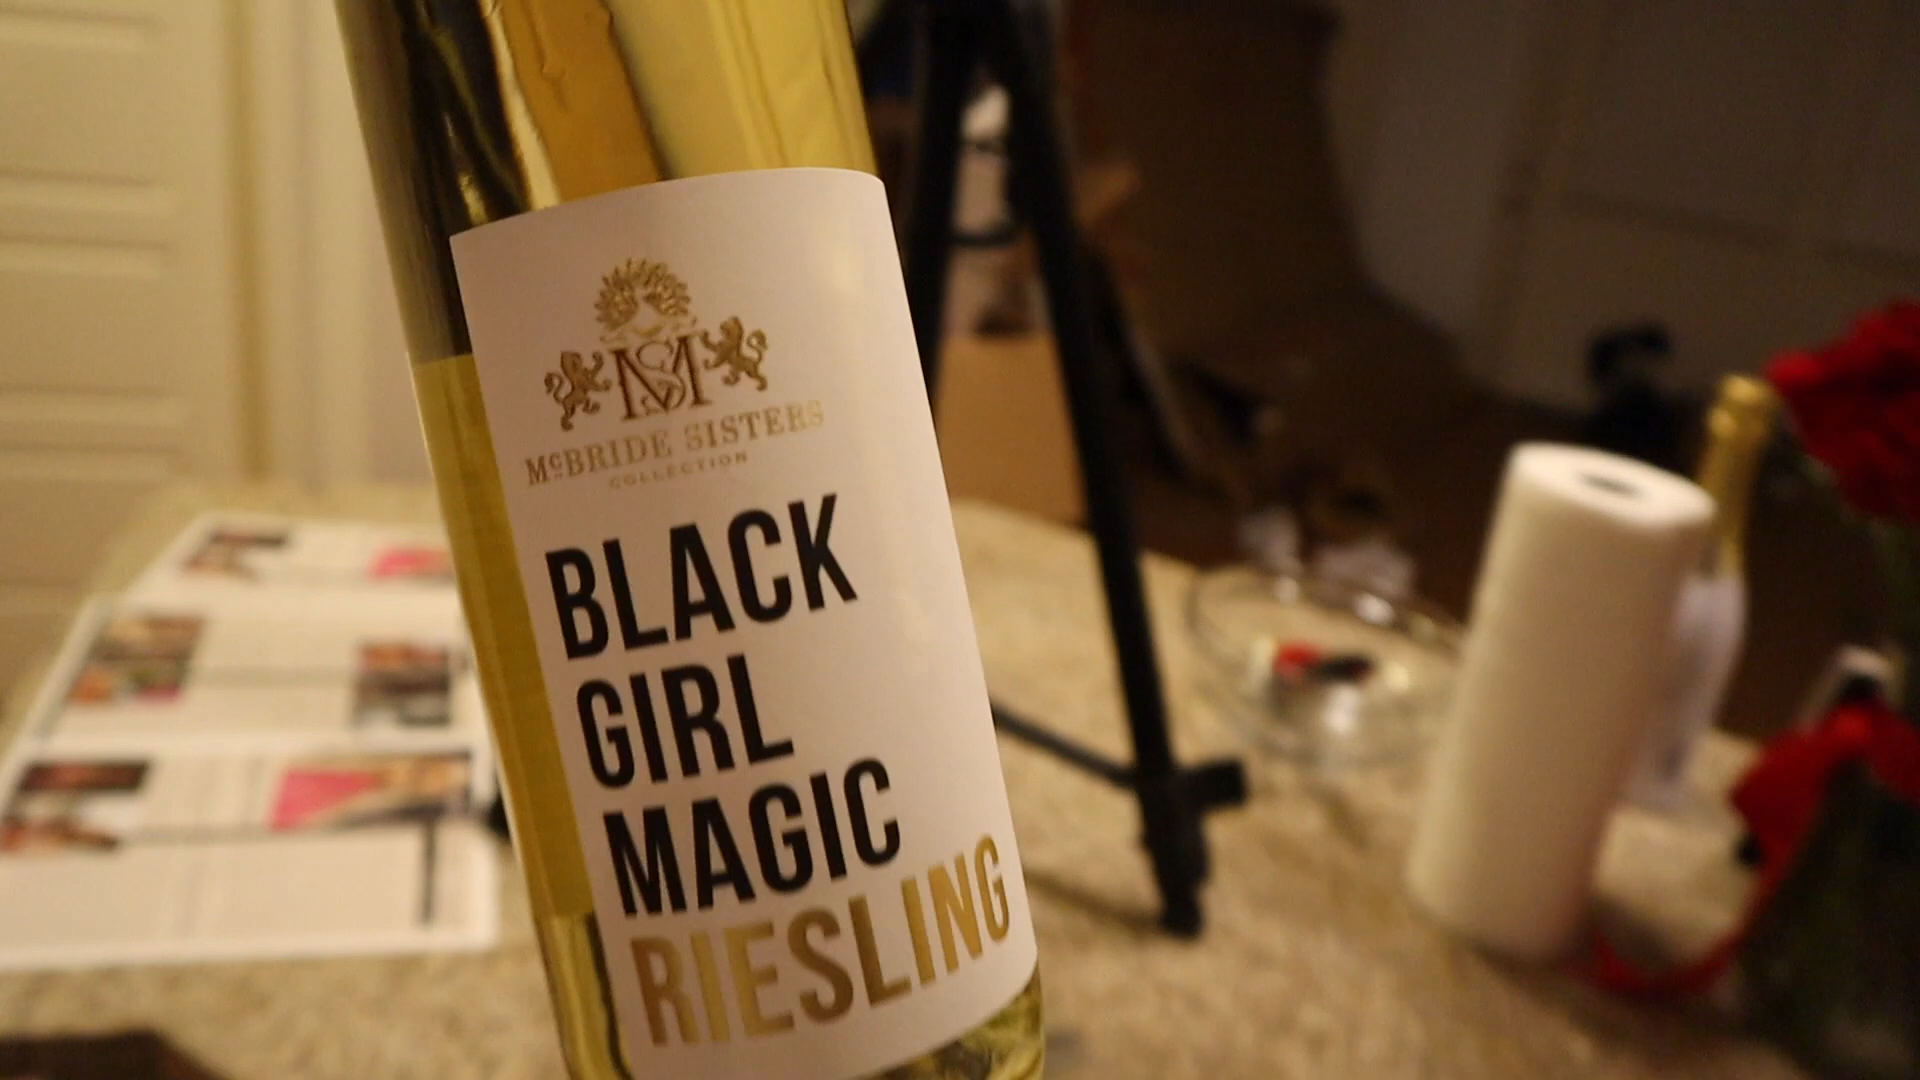 MS
McBRIDE SISTERS
COLLECTION
BLACK
GIRL
MAGIC
RIESLING